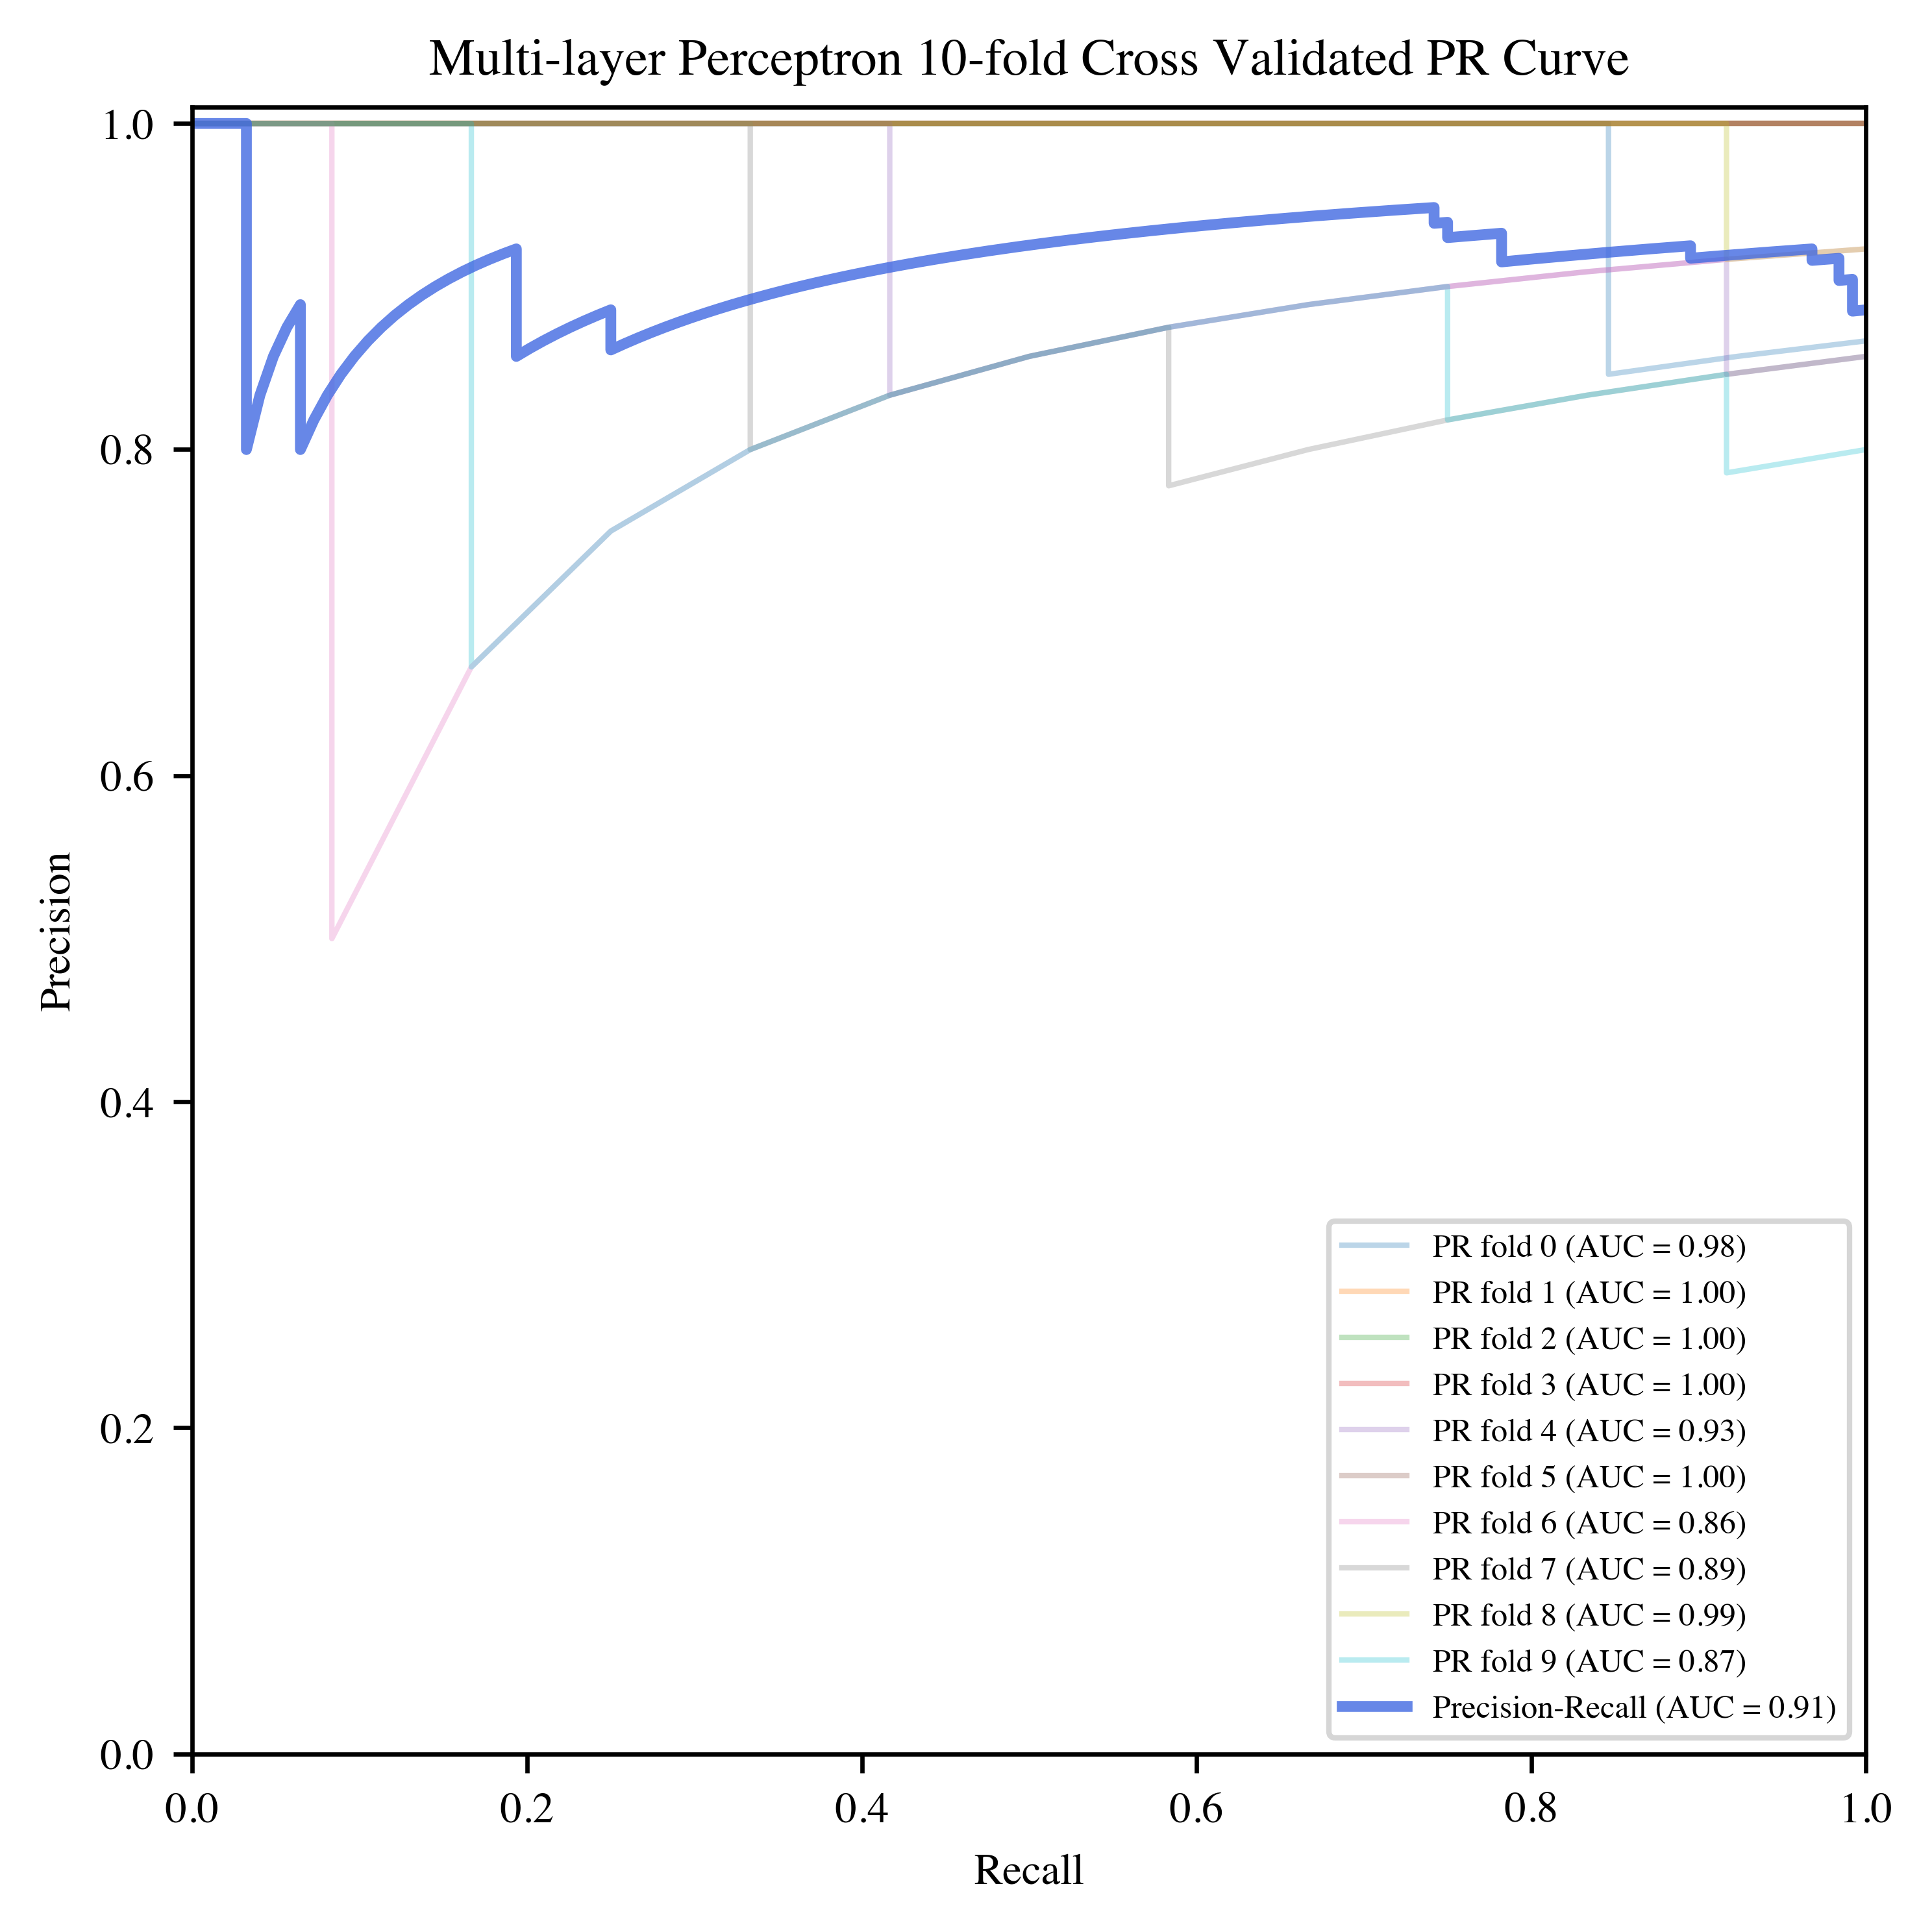 Multi-layer Perceptron 10-fold Cross Validated PR Curve
1.0
0.8
0.6
0.4
0.2
0.0
Precision
0.0 0.2 0.4 0.6 0.8 1.0
Recall
PR fold 0 (AUC = 0.98)
PR fold 1 (AUC = 1.00)
PR fold 2 (AUC = 1.00)
PR fold 3 (AUC = 1.00)
PR fold 4 (AUC = 0.93)
PR fold 5 (AUC = 1.00)
PR fold 6 (AUC = 0.86)
PR fold 7 (AUC = 0.89)
PR fold 8 (AUC = 0.99)
PR fold 9 (AUC = 0.87)
Precision-Recall (AUC = 0.91)